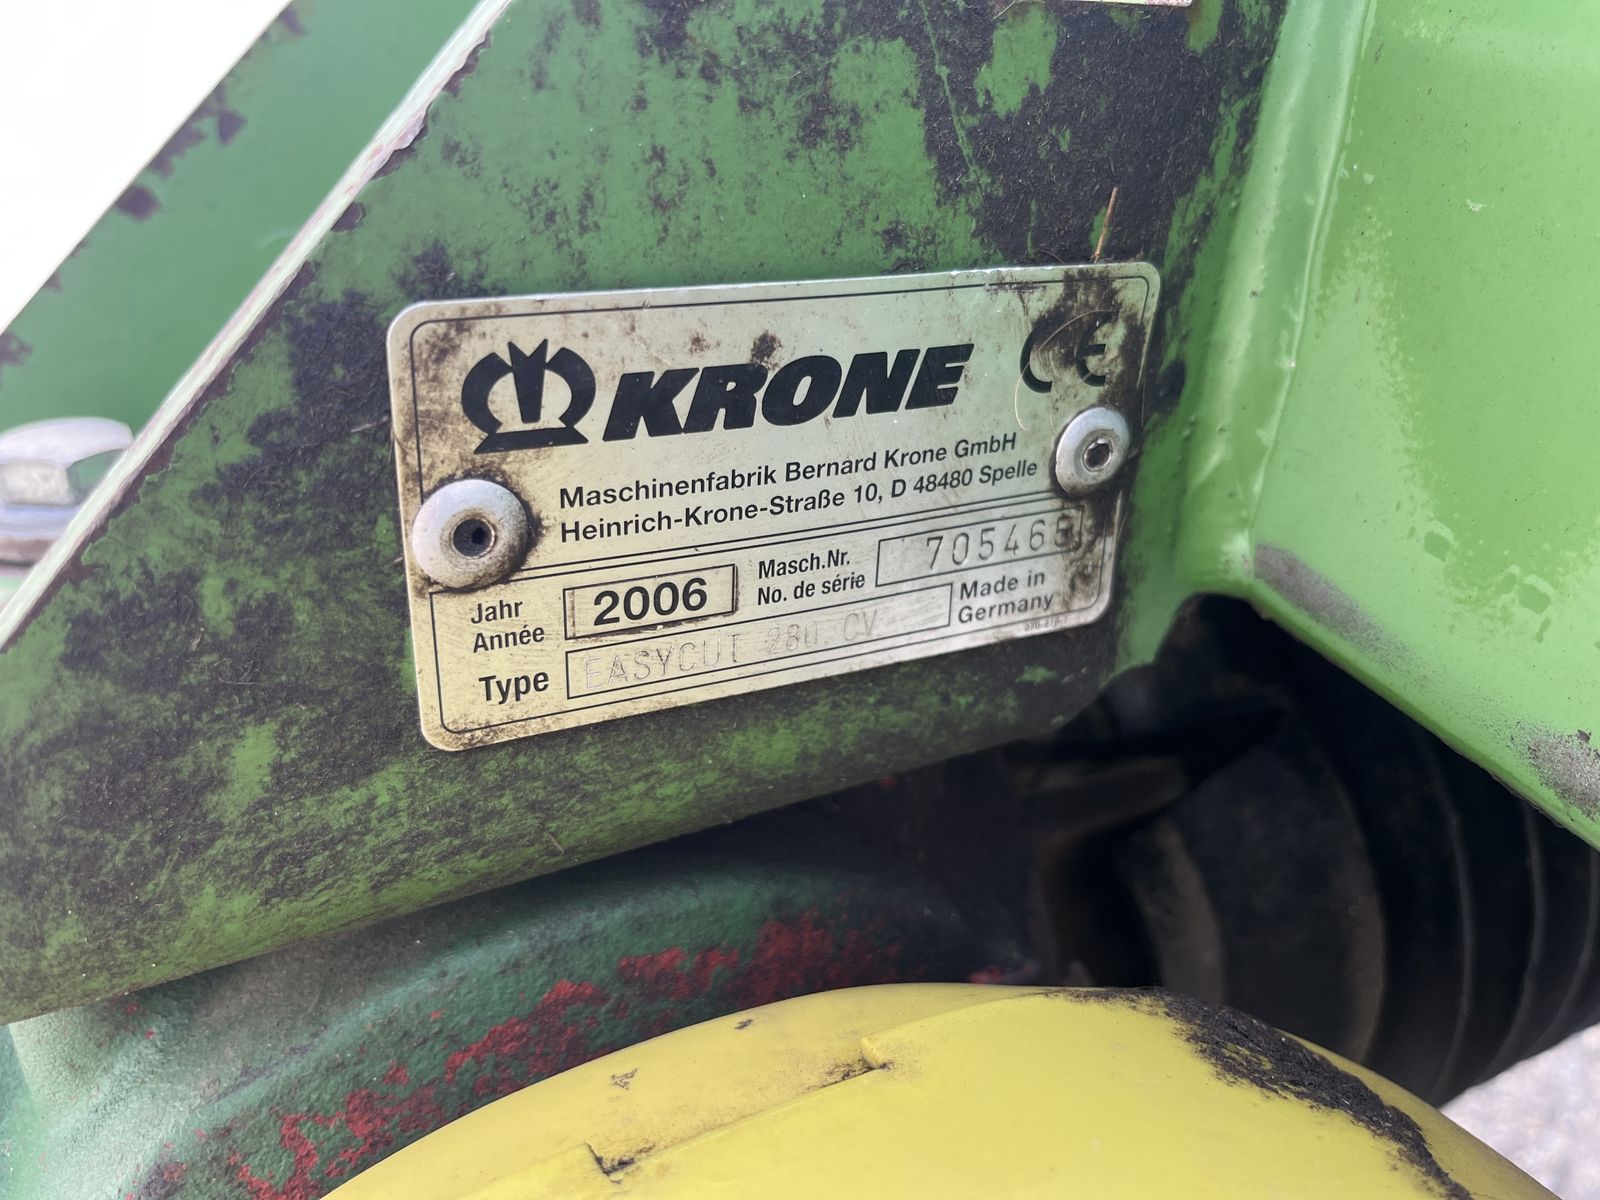 KRONE CE
Maschinenfabrik Bernard Krone GmbH
Heinrich-Krone-Straße 10, D 48480 Spelle
Jahr
Année
2006
Masch.Nr.
No. de série
705465
Type
EASYCUT 280 CV
Made in
Germany